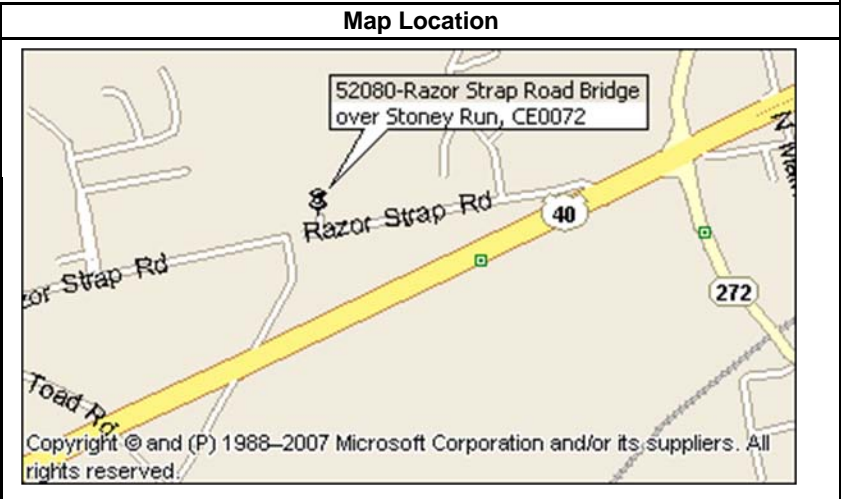 Map Location
52080-Razor Strap Road Bridge
over Stoney Run, CE0072
Razor Strap Rd
40
zor Strap Rd
272
Toad Rd
Copyright © and (P) 1988–2007 Microsoft Corporation and/or its suppliers. All
rights reserved.